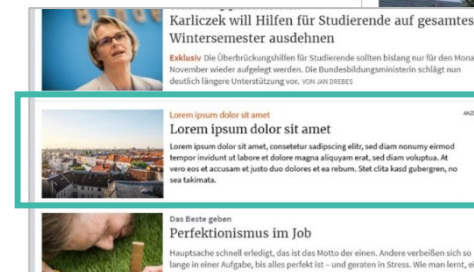 Karliczek will Hilfen für Studierende auf gesamtes
Wintersemester ausdehnen
Exklusiv Die Überbrückungshilfen für Studierende sollten bislang nur für den Mona
November wieder aufgelegt werden. Die Bundesbildungsministerin schlägt nun
deutlich längere Unterstützung vor. VON JAN DREBES
Lorem ipsum dolor sit amet
Lorem ipsum dolor sit amet
Lorem ipsum dolor sit amet, consetetur sadipscing elitr, sed diam nonumy eirmod
tempor invidunt ut labore et dolore magna aliquyam erat, sed diam voluptua. At
vero eos et accusam et justo duo dolores et ea rebum. Stet clita kasd gubergren, no
sea takimata.
Das Beste geben
Perfektionismus im Job
Hauptsache schnell erledigt, das ist das Motto der einen. Andere verbeißen sich so
lange in einer Aufgabe, bis alles perfekt ist – und geraten in Stress. Wie man lernt,